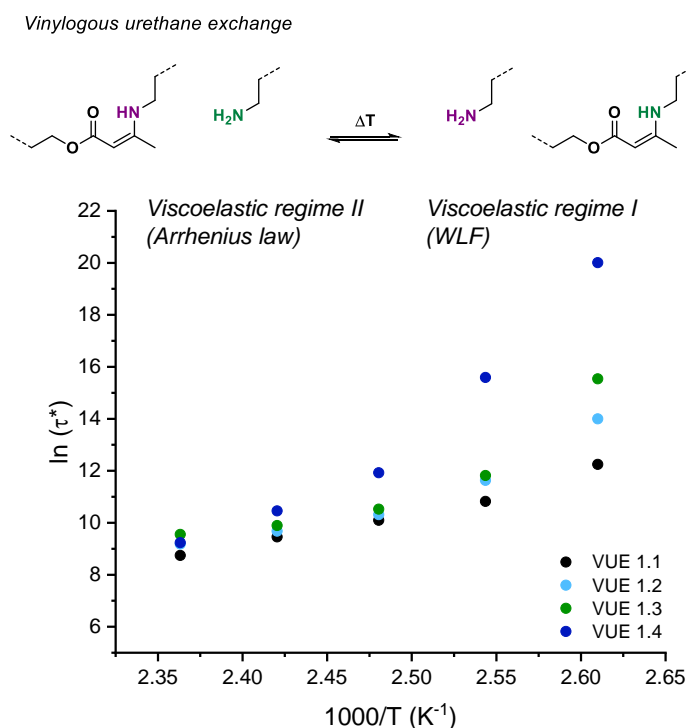 Vinylogous urethane exchange
O
HN
O
H2N
ΔT
H2N
O
HN
O
Viscoelastic regime II
(Arrhenius law)
Viscoelastic regime I
(WLF)
22
20
18
16
14
12
10
8
6
ln (τ*)
VUE 1.1
VUE 1.2
VUE 1.3
VUE 1.4
2.35
2.40
2.45
2.50
2.55
2.60
2.65
1000/T (K-1)